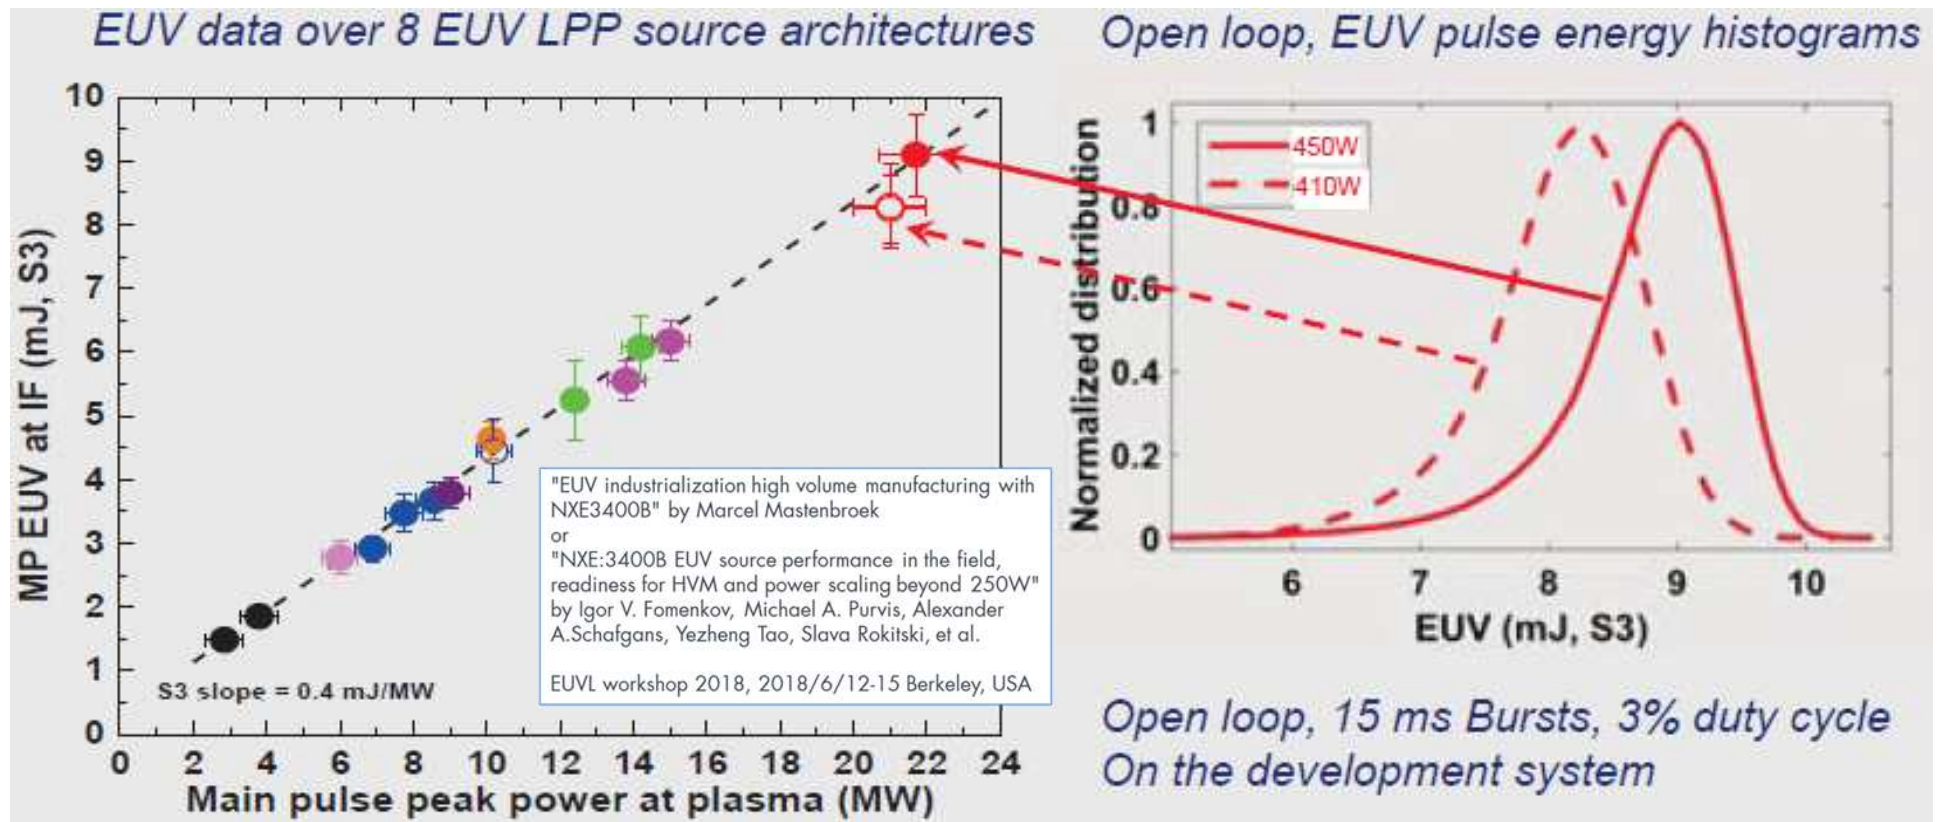 EUV data over 8 EUV LPP source architectures
MP EUV at IF (mJ, S3)
10
9
8
7
6
5
4
3
2
1
0
S3 slope = 0.4 mJ/MW
"EUV industrialization high volume manufacturing with
NXE3400B" by Marcel Mastenbroek
or
"NXE:3400B EUV source performance in the field,
readiness for HVM and power scaling beyond 250W"
by Igor V. Fomenkov, Michael A. Purvis, Alexander
A.Schafgans, Yezheng Tao, Slava Rokitski, et al.
EUVL workshop 2018, 2018/6/12-15 Berkeley, USA
0 2 4 6 8 10 12 14 16 18 20 22 24
Main pulse peak power at plasma (MW)
Open loop, EUV pulse energy histograms
Normalized distribution
1
0.8
0.6
0.4
0.2
0
450W
410W
6 7 8 9 10
EUV (mJ, S3)
Open loop, 15 ms Bursts, 3% duty cycle
On the development system